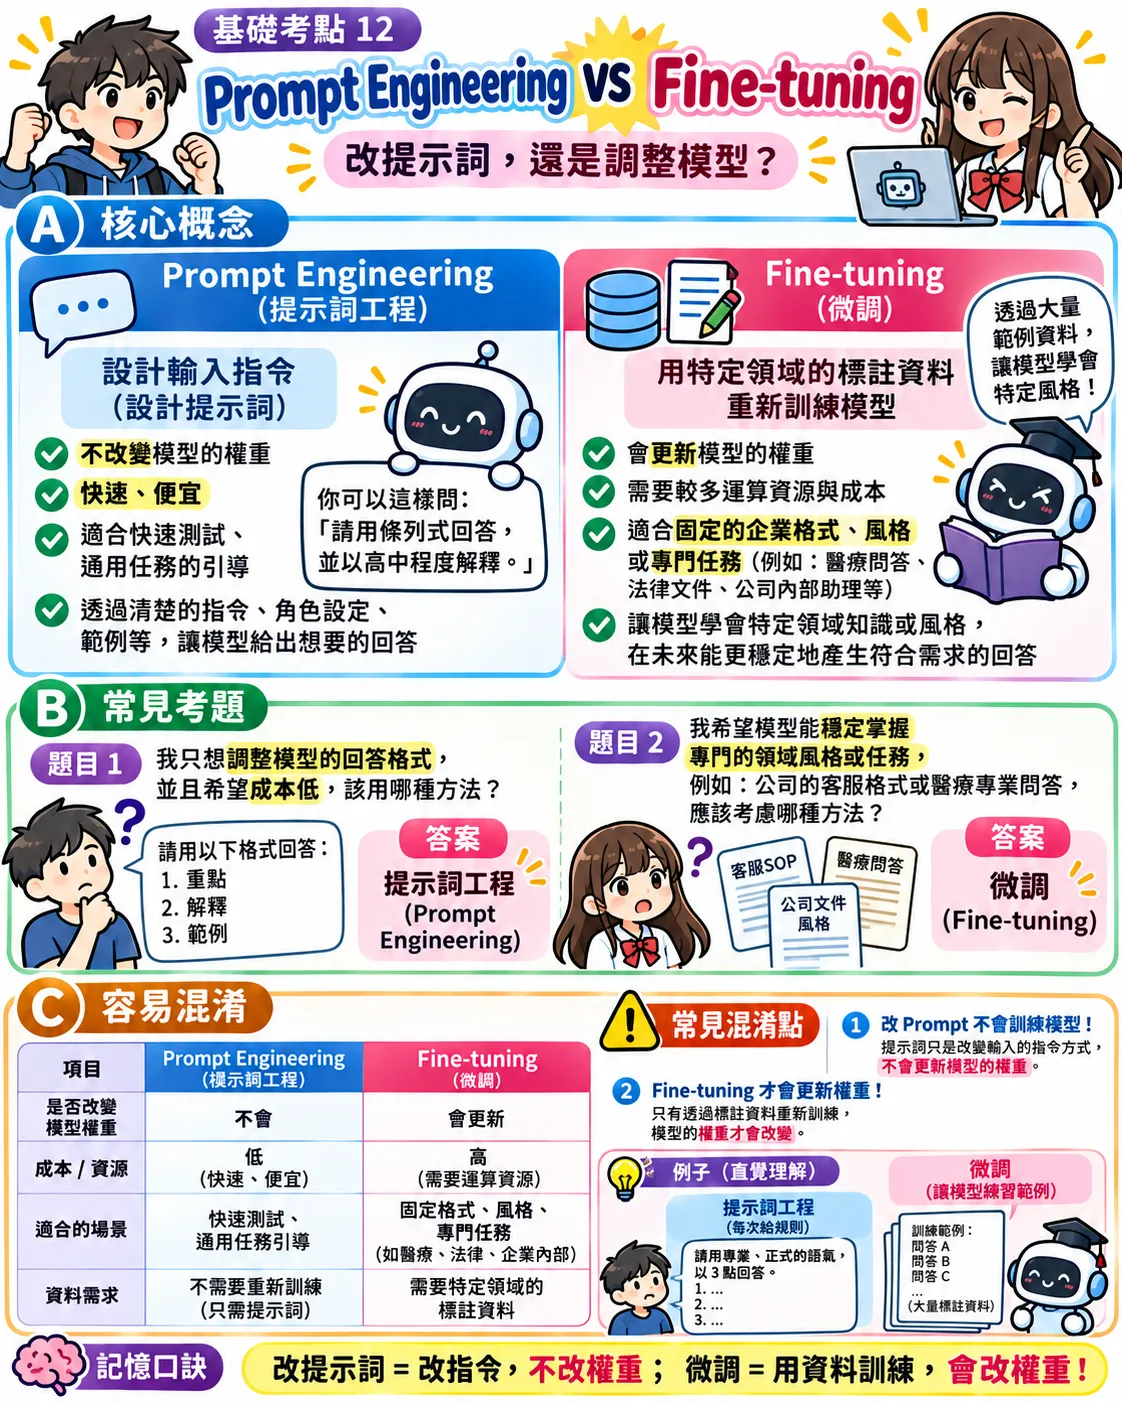 基礎考點 12
Prompt Engineering VS Fine-tuning
改提示詞，還是調整模型？
A 核心概念
Prompt Engineering
（提示詞工程）
設計輸入指令
（設計提示詞）
不改變模型的權重
快速、便宜
適合快速測試、
通用任務的引導
透過清楚的指令、角色設定、
範例等，讓模型給出想要的回答
你可以這樣問：
「請用條列式回答，
並以高中程度解釋。」
Fine-tuning
（微調）
透過大量
範例資料，
讓模型學會
特定風格！
用特定領域的標註資料
重新訓練模型
會更新模型的權重
需要較多運算資源與成本
適合固定的企業格式、風格
或專門任務（例如：醫療問答、
法律文件、公司內部助理等）
讓模型學會特定領域知識或風格，
在未來能更穩定地產生符合需求的回答
B 常見考題
題目 1
我只想調整模型的回答格式，
並且希望成本低，該用哪種方法？
?
請用以下格式回答：
1. 重點
2. 解釋
3. 範例
答案
提示詞工程
(Prompt
Engineering)
題目 2
我希望模型能穩定掌握
專門的領域風格或任務，
例如：公司的客服格式或醫療專業問答，
應該考慮哪種方法？
?
客服SOP
醫療問答
公司文件
風格
答案
微調
(Fine-tuning)
C 容易混淆
項目
Prompt Engineering
（提示詞工程）
Fine-tuning
（微調）
是否改變
模型權重
不會
會更新
成本 / 資源
低
（快速、便宜）
高
（需要運算資源）
適合的場景
快速測試、
通用任務引導
固定格式、風格、
專門任務
（如醫療、法律、企業內部）
資料需求
不需要重新訓練
（只需提示詞）
需要特定領域的
標註資料
! 常見混淆點
1 改 Prompt 不會訓練模型！
提示詞只是改變輸入的指令方式，
不會更新模型的權重。
2 Fine-tuning 才會更新權重！
只有透過標註資料重新訓練，
模型的權重才會改變。
例子（直覺理解）
提示詞工程
（每次給規則）
請用專業、正式的語氣，
以 3 點回答。
1. ...
2. ...
3. ...
微調
（讓模型練習範例）
訓練範例：
問答 A
問答 B
問答 C
...
（大量標註資料）
記憶口訣
改提示詞 = 改指令，不改權重； 微調 = 用資料訓練，會改權重！